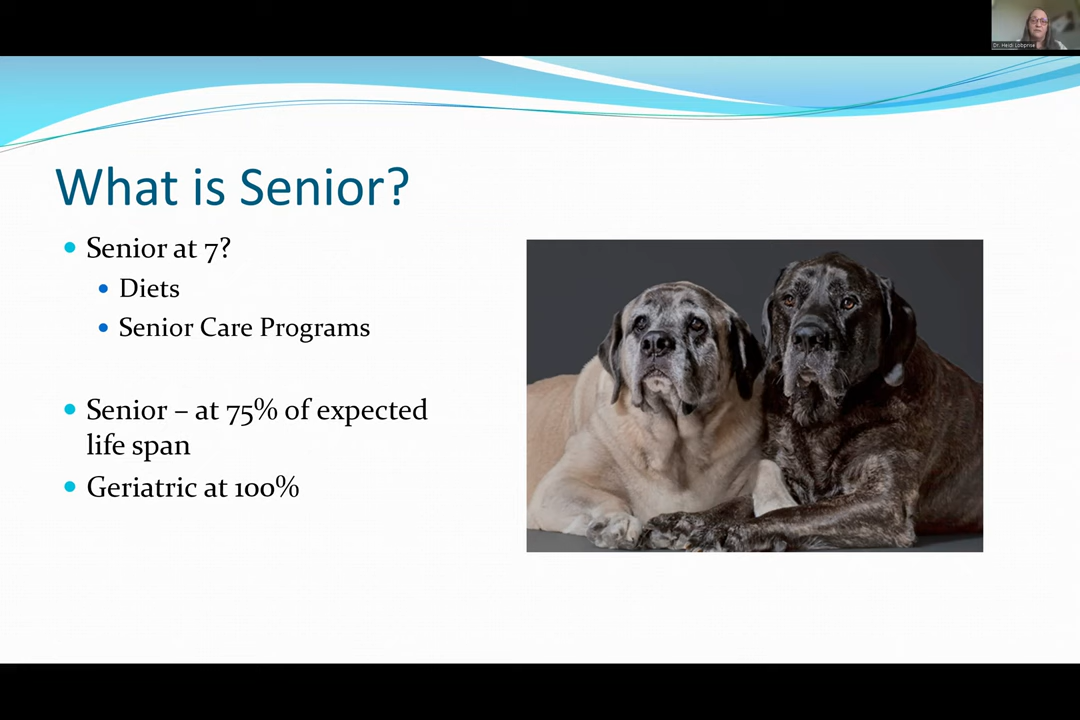 Dr. Heidi Lobprise
What is Senior?
Senior at 7?
Diets
Senior Care Programs
Senior – at 75% of expected
life span
Geriatric at 100%